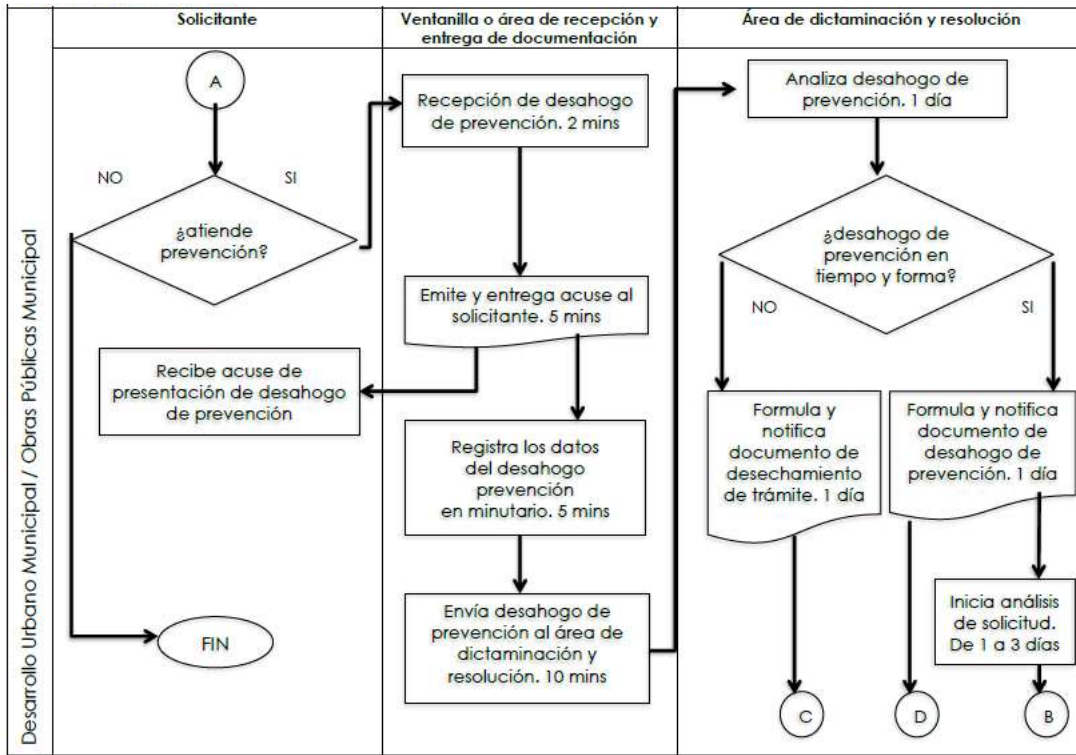 Desarrollo Urbano Municipal / Obras Públicas Municipal
Solicitante
A
NO
SI
¿atiende
prevención?
Recibe acuse de
presentación de desahogo
de prevención
FIN
Ventanilla o área de recepción y
entrega de documentación
Recepción de desahogo
de prevención. 2 mins
Emite y entrega acuse al
solicitante. 5 mins
Registra los datos
del desahogo
prevención
en minutario. 5 mins
Envía desahogo de
prevención al área de
dictaminación y
resolución. 10 mins
Área de dictaminación y resolución
Analiza desahogo de
prevención. 1 día
¿desahogo de
prevención en
tiempo y forma?
NO
SI
Formula y
notifica
documento de
desechamiento
de trámite. 1 día
Formula y notifica
documento de
desahogo de
prevención. 1 día
Inicia análisis
de solicitud.
De 1 a 3 días
C
D
B